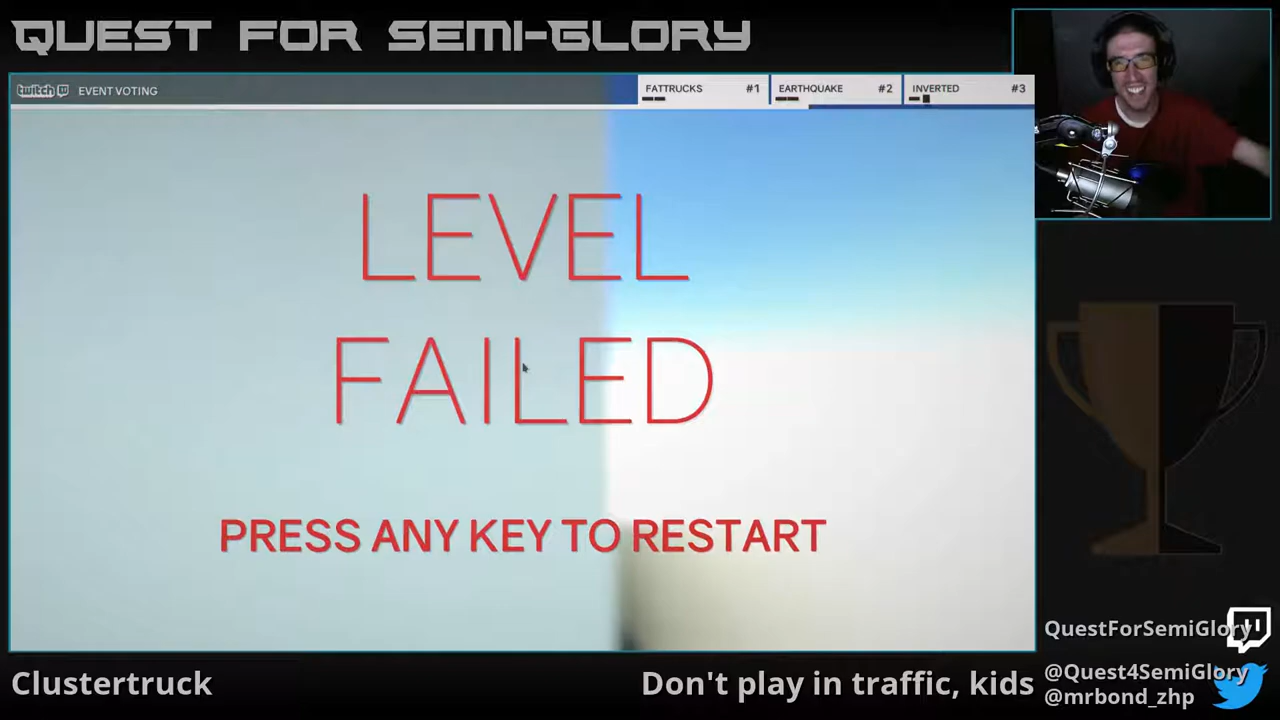 QUEST FOR SEMI-GLORY
twitch EVENT VOTING
FATTRUCKS #1
EARTHQUAKE #2
INVERTED #3
LEVEL
FAILED
PRESS ANY KEY TO RESTART
QuestForSemiGlory
@Quest4SemiGlory
@mrbond_zhp
Clustertruck
Don't play in traffic, kids